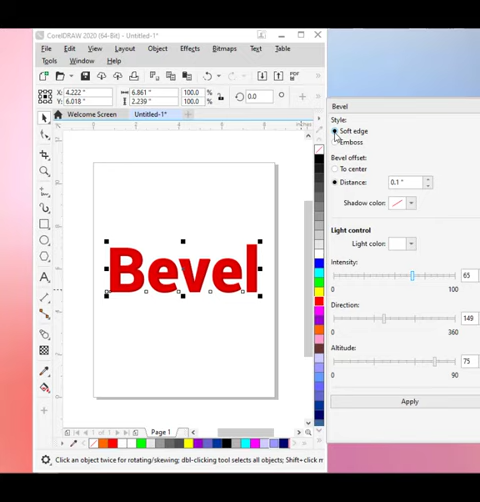 CorelDRAW 2020 (64-Bit) - Untitled-1*
File Edit View Layout Object Effects Bitmaps Text Table
Tools Window Help
PDF
X: 4.222 " 6.861 " 100.0
Y: 6.018 " 2.239 " 100.0 % 0.0
Welcome Screen Untitled-1*
Bevel
Page 1
Click an object twice for rotating/skewing; dbl-clicking tool selects all objects; Shift+click m
Bevel
Style:
Soft edge
Emboss
Bevel offset:
To center
Distance: 0.1 "
Shadow color:
Light control
Light color:
Intensity:
65
0 100
Direction:
149
0 360
Altitude:
75
0 90
Apply